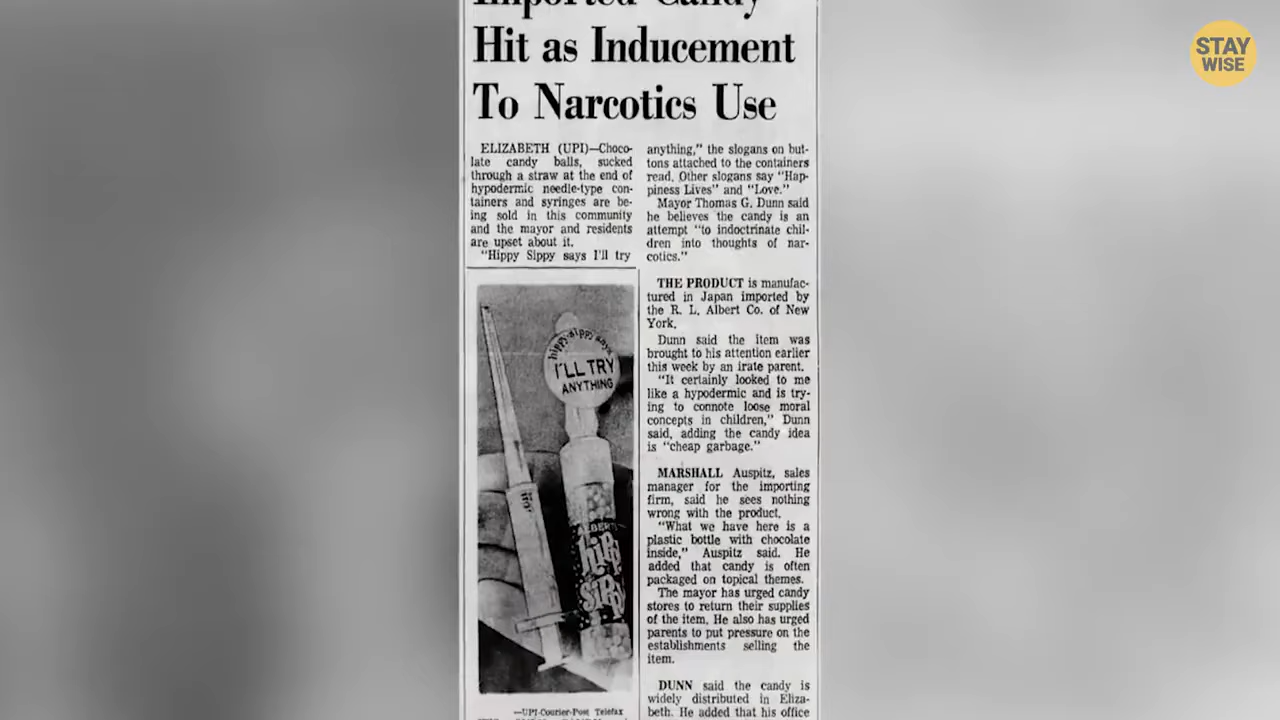 Imported Candy
Hit as Inducement
To Narcotics Use
ELIZABETH (UPI)—Choco-
late candy balls, sucked
through a straw at the end of
hypodermic needle-type con-
tainers and syringes are be-
ing sold in this community
and the mayor and residents
are upset about it.
"Hippy Sippy says I'll try
anything," the slogans on but-
tons attached to the containers
read. Other slogans say "Hap-
piness Lives" and "Love."
Mayor Thomas G. Dunn said
he believes the candy is an
attempt "to indoctrinate chil-
dren into thoughts of nar-
cotics."
THE PRODUCT is manufac-
tured in Japan imported by
the R. L. Albert Co. of New
York.
Dunn said the item was
brought to his attention earlier
this week by an irate parent.
"It certainly looked to me
like a hypodermic and is try-
ing to connote loose moral
concepts in children," Dunn
said, adding the candy idea
is "cheap garbage."
MARSHALL Auspitz, sales
manager for the importing
firm, said he sees nothing
wrong with the product.
"What we have here is a
plastic bottle with chocolate
inside," Auspitz said. He
added that candy is often
packaged on topical themes.
The mayor has urged candy
stores to return their supplies
of the item. He also has urged
parents to put pressure on the
establishments selling the
item.
DUNN said the candy is
widely distributed in Eliza-
beth. He added that his office
hippy sippy says
I'LL TRY
ANYTHING
ALBERT
hippy
sippy
—UPI-Courier-Post Telefax
STAY
WISE